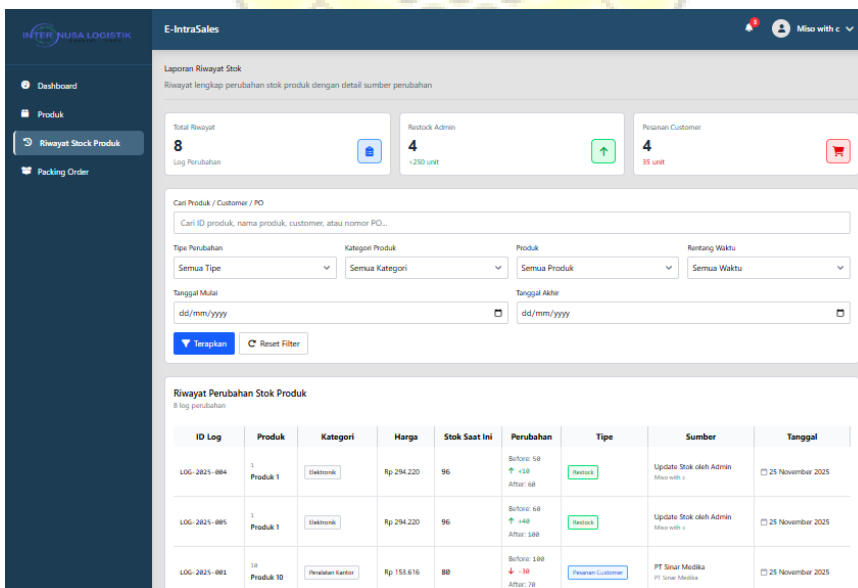 INTER NUSA LOGISTIK
E-IntraSales
3
Miso with c
Dashboard
Produk
Riwayat Stock Produk
Packing Order
Laporan Riwayat Stok
Riwayat lengkap perubahan stok produk dengan detail sumber perubahan
Total Riwayat
8
Log Perubahan
Restock Admin
4
+250 unit
Pesanan Customer
4
35 unit
Cari Produk / Customer / PO
Cari ID produk, nama produk, customer, atau nomor PO...
Tipe Perubahan Kategori Produk Produk Rentang Waktu
Semua Tipe Semua Kategori Semua Produk Semua Waktu
Tanggal Mulai Tanggal Akhir
dd/mm/yyyy dd/mm/yyyy
Terapkan Reset Filter
Riwayat Perubahan Stok Produk
8 log perubahan
ID Log Produk Kategori Harga Stok Saat Ini Perubahan Tipe Sumber Tanggal
LOG-2025-004
1
Produk 1
Elektronik
Rp 294.220
96
Before: 50
↑ +10
After: 60
Restock
Update Stok oleh Admin
Miso with c
25 November 2025
LOG-2025-005
1
Produk 1
Elektronik
Rp 294.220
96
Before: 60
↑ +40
After: 100
Restock
Update Stok oleh Admin
Miso with c
25 November 2025
LOG-2025-001
10
Produk 10
Peralatan Kantor
Rp 153.616
80
Before: 100
↓ -30
After: 70
Pesanan Customer
PT Sinar Medika
PT Sinar Medika
25 November 2025